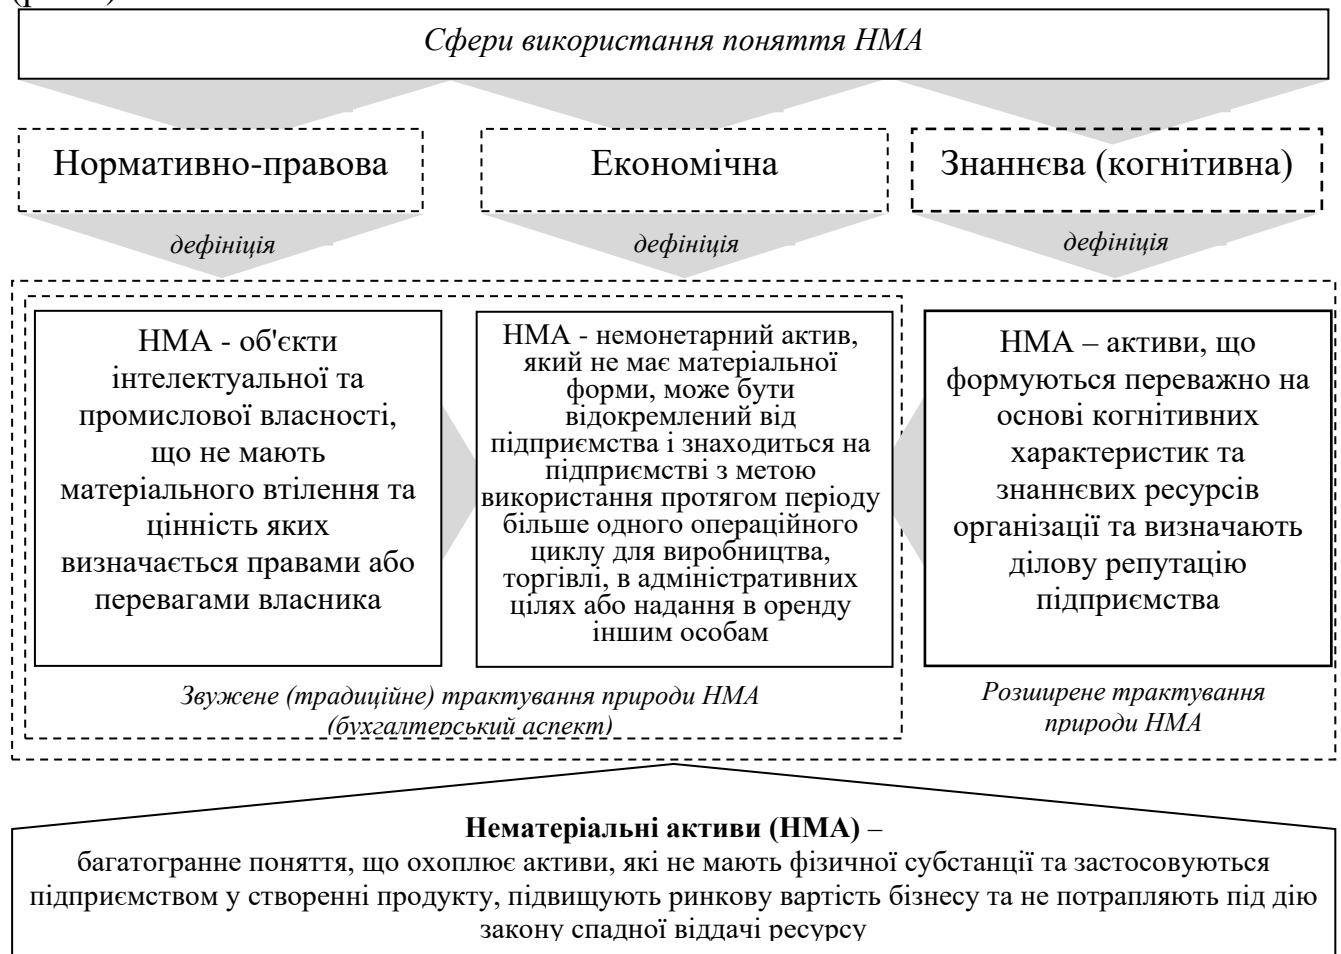 Сфери використання поняття НМА
Нормативно-правова
Економічна
Знаннєва (когнітивна)
дефініція
дефініція
дефініція
НМА - об'єкти
інтелектуальної та
промислової власності,
що не мають
матеріального втілення та
цінність яких
визначається правами або
перевагами власника
НМА - немонетарний актив,
який не має матеріальної
форми, може бути
відокремлений від
підприємства і знаходиться на
підприємстві з метою
використання протягом періоду
більше одного операційного
циклу для виробництва,
торгівлі, в адміністративних
цілях або надання в оренду
іншим особам
НМА – активи, що
формуються переважно на
основі когнітивних
характеристик та
знаннєвих ресурсів
організації та визначають
ділову репутацію
підприємства
Звужене (традиційне) трактування природи НМА
(бухгалтерський аспект)
Розширене трактування
природи НМА
Нематеріальні активи (НМА) –
багатогранне поняття, що охоплює активи, які не мають фізичної субстанції та застосовуються
підприємством у створенні продукту, підвищують ринкову вартість бізнесу та не потрапляють під дію
закону спадної віддачі ресурсу